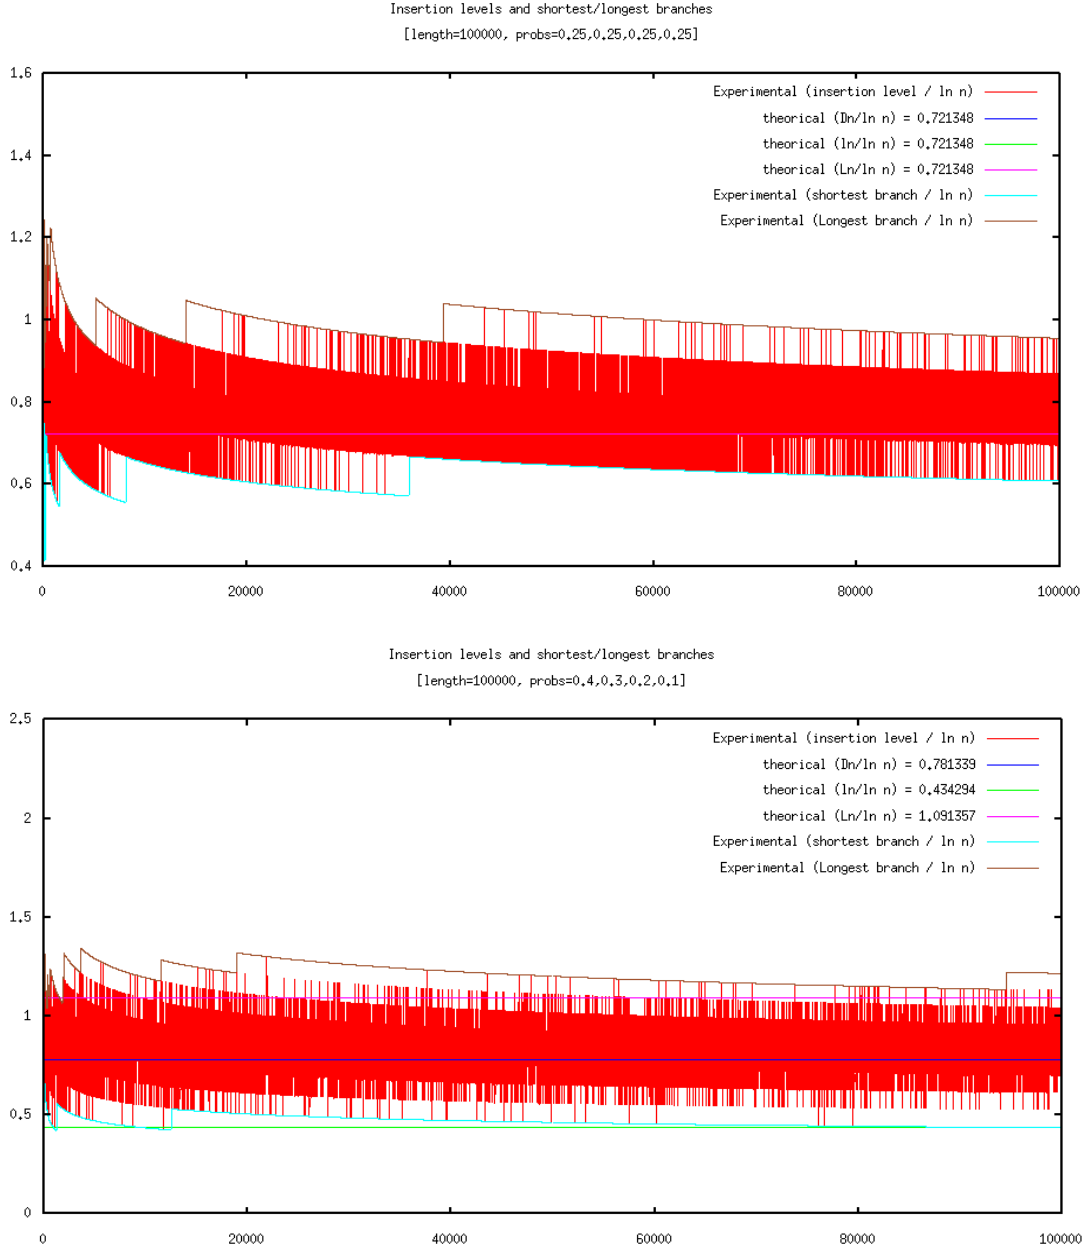 Insertion levels and shortest/longest branches
[length=100000, probs=0.25,0.25,0.25,0.25]
1.6
1.4
1.2
1
0.8
0.6
0.4
Experimental (insertion level / ln n)
theorical (Dn/ln n) = 0.721348
theorical (ln/ln n) = 0.721348
theorical (Ln/ln n) = 0.721348
Experimental (shortest branch / ln n)
Experimental (Longest branch / ln n)
0 20000 40000 60000 80000 100000
Insertion levels and shortest/longest branches
[length=100000, probs=0.4,0.3,0.2,0.1]
2.5
2
1.5
1
0.5
0
Experimental (insertion level / ln n)
theorical (Dn/ln n) = 0.781339
theorical (ln/ln n) = 0.434294
theorical (Ln/ln n) = 1.091357
Experimental (shortest branch / ln n)
Experimental (Longest branch / ln n)
0 20000 40000 60000 80000 100000